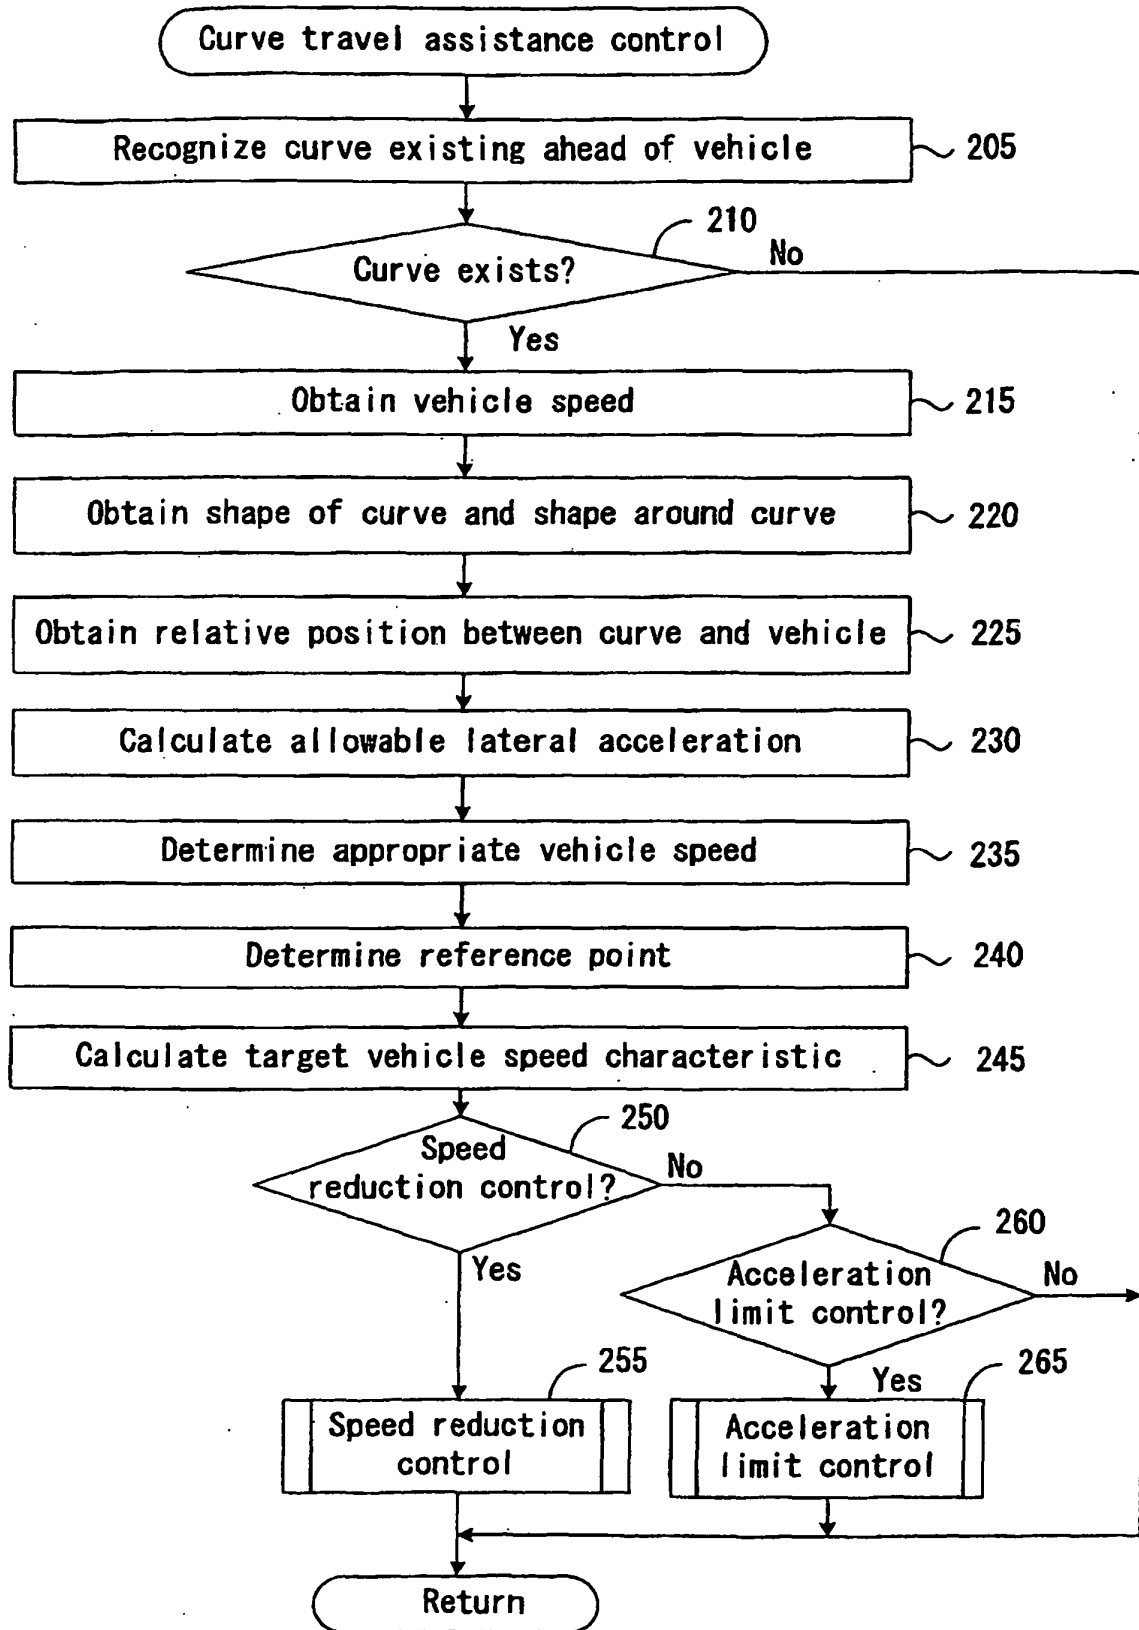 Curve travel assistance control
Recognize curve existing ahead of vehicle
205
210
Curve exists?
No
Yes
Obtain vehicle speed
215
Obtain shape of curve and shape around curve
220
Obtain relative position between curve and vehicle
225
Calculate allowable lateral acceleration
230
Determine appropriate vehicle speed
235
Determine reference point
240
Calculate target vehicle speed characteristic
245
250
Speed
reduction control?
No
Yes
260
Acceleration
limit control?
No
Yes
255
Speed reduction
control
265
Acceleration
limit control
Return